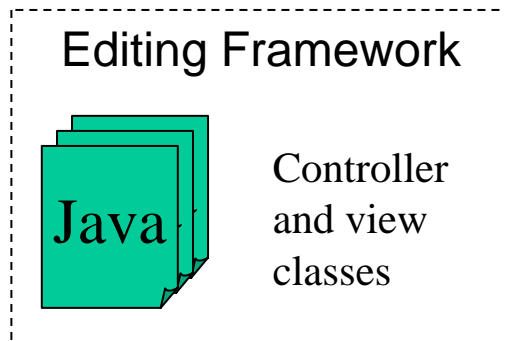 Editing Framework
Java
Controller
and view
classes